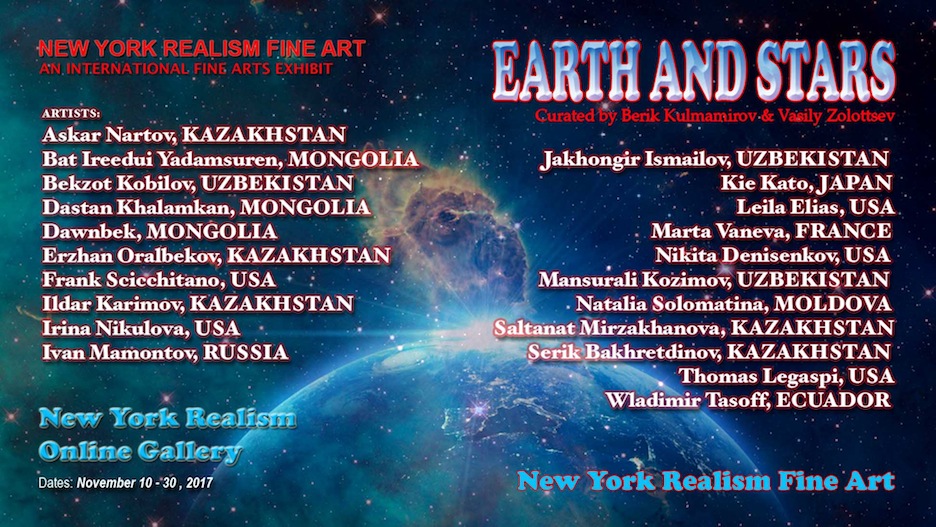 NEW YORK REALISM FINE ART
AN INTERNATIONAL FINE ARTS EXHIBIT
ARTISTS:
Askar Nartov, KAZAKHSTAN
Bat Ireedui Yadamsuren, MONGOLIA
Bekzot Kobilov, UZBEKISTAN
Dastan Khalamkan, MONGOLIA
Dawnbek, MONGOLIA
Erzhan Oralbekov, KAZAKHSTAN
Frank Scicchitano, USA
Ildar Karimov, KAZAKHSTAN
Irina Nikulova, USA
Ivan Mamontov, RUSSIA
New York Realism
Online Gallery
Dates: November 10 - 30 , 2017
EARTH AND STARS
Curated by Berik Kulmamirov & Vasily Zolottsev
Jakhongir Ismailov, UZBEKISTAN
Kie Kato, JAPAN
Leila Elias, USA
Marta Vaneva, FRANCE
Nikita Denisenkov, USA
Mansurali Kozimov, UZBEKISTAN
Natalia Solomatina, MOLDOVA
Saltanat Mirzakhanova, KAZAKHSTAN
Serik Bakhretdinov, KAZAKHSTAN
Thomas Legaspi, USA
Wladimir Tasoff, ECUADOR
New York Realism Fine Art